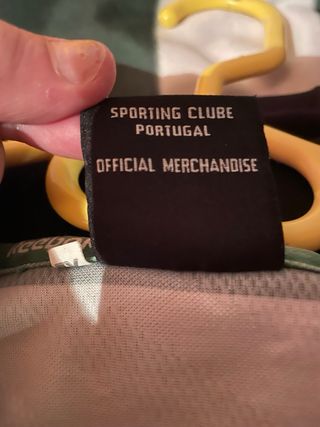 SPORTING CLUBE
PORTUGAL
OFFICIAL MERCHANDISE